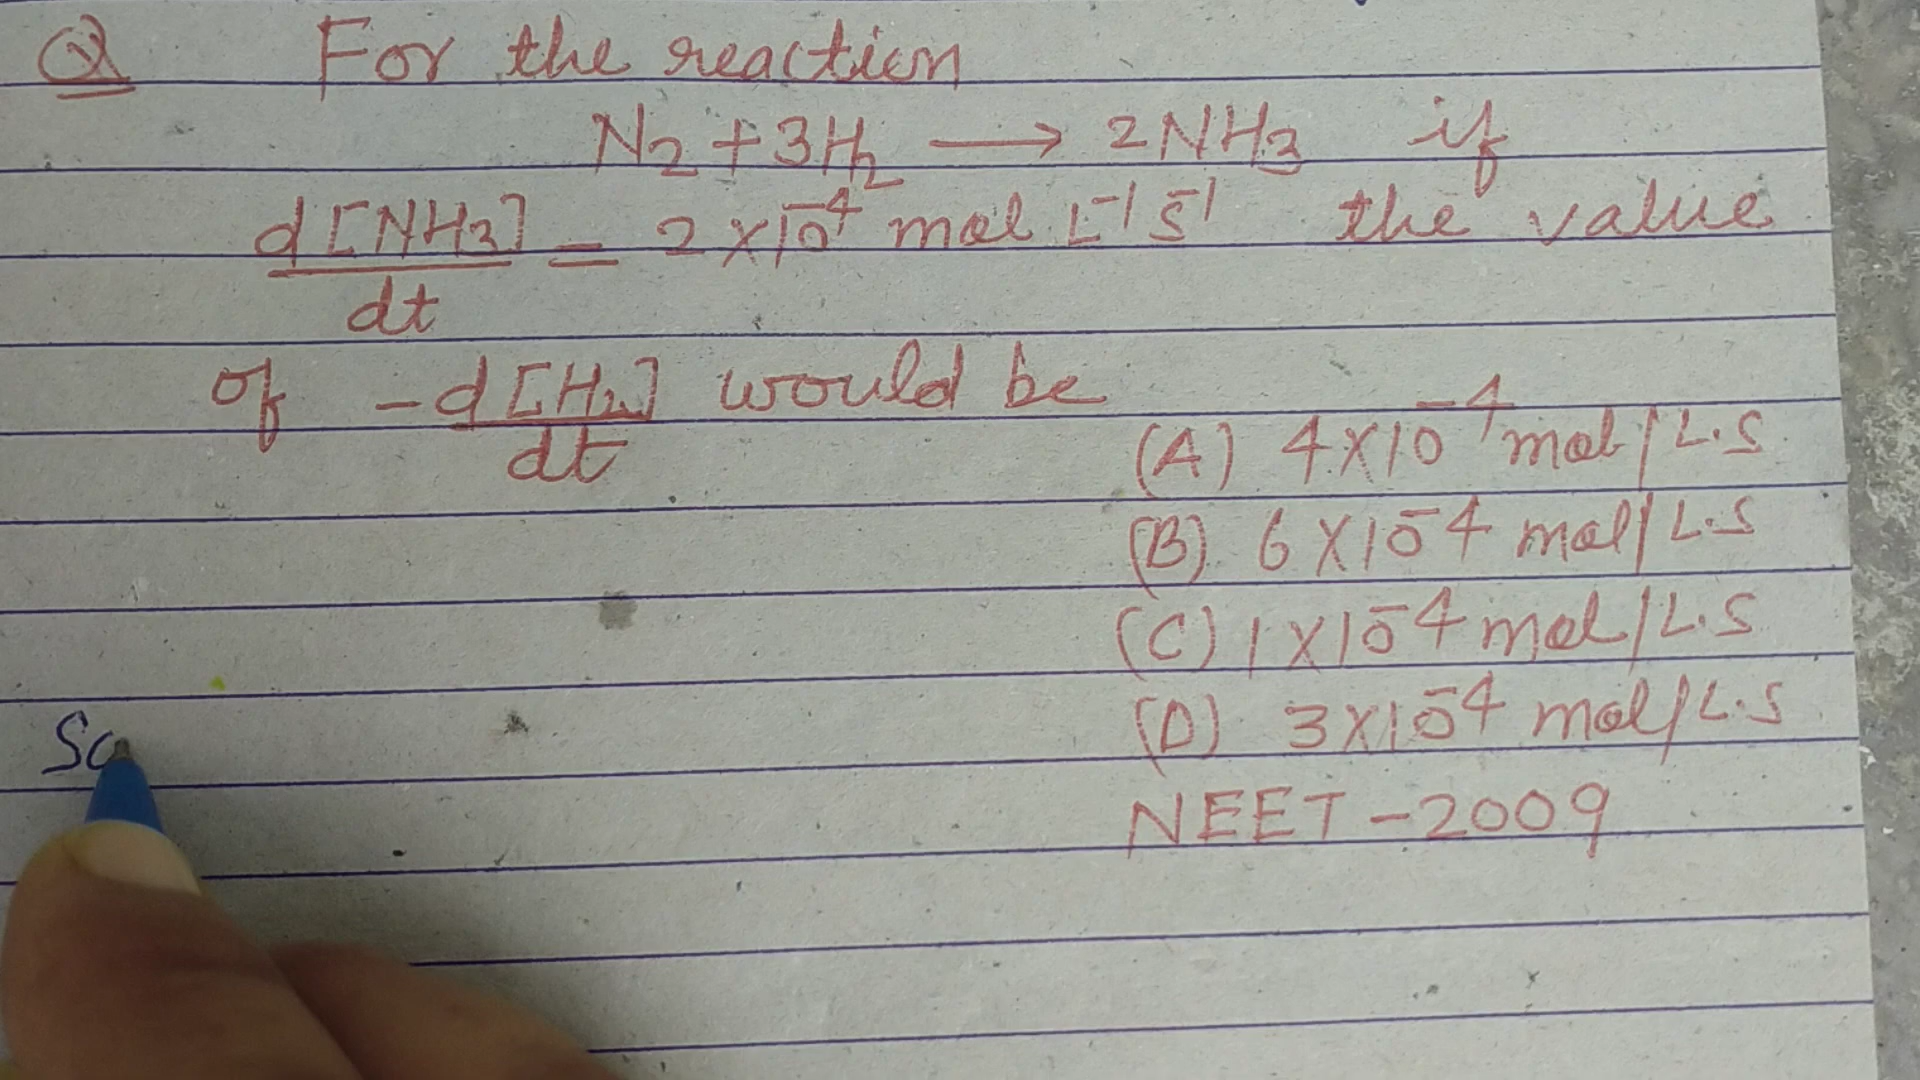 Q For the reaction
N2 + 3H2 ⟶ 2NH3 if
d[NH3]/dt = 2 × 10^-4 mol L^-1 s^-1 the value
of -d[H2]/dt would be
(A) 4 × 10^-4 mol/L.s
(B) 6 × 10^-4 mol/L.s
(C) 1 × 10^-4 mol/L.s
(D) 3 × 10^-4 mol/L.s
NEET-2009
So